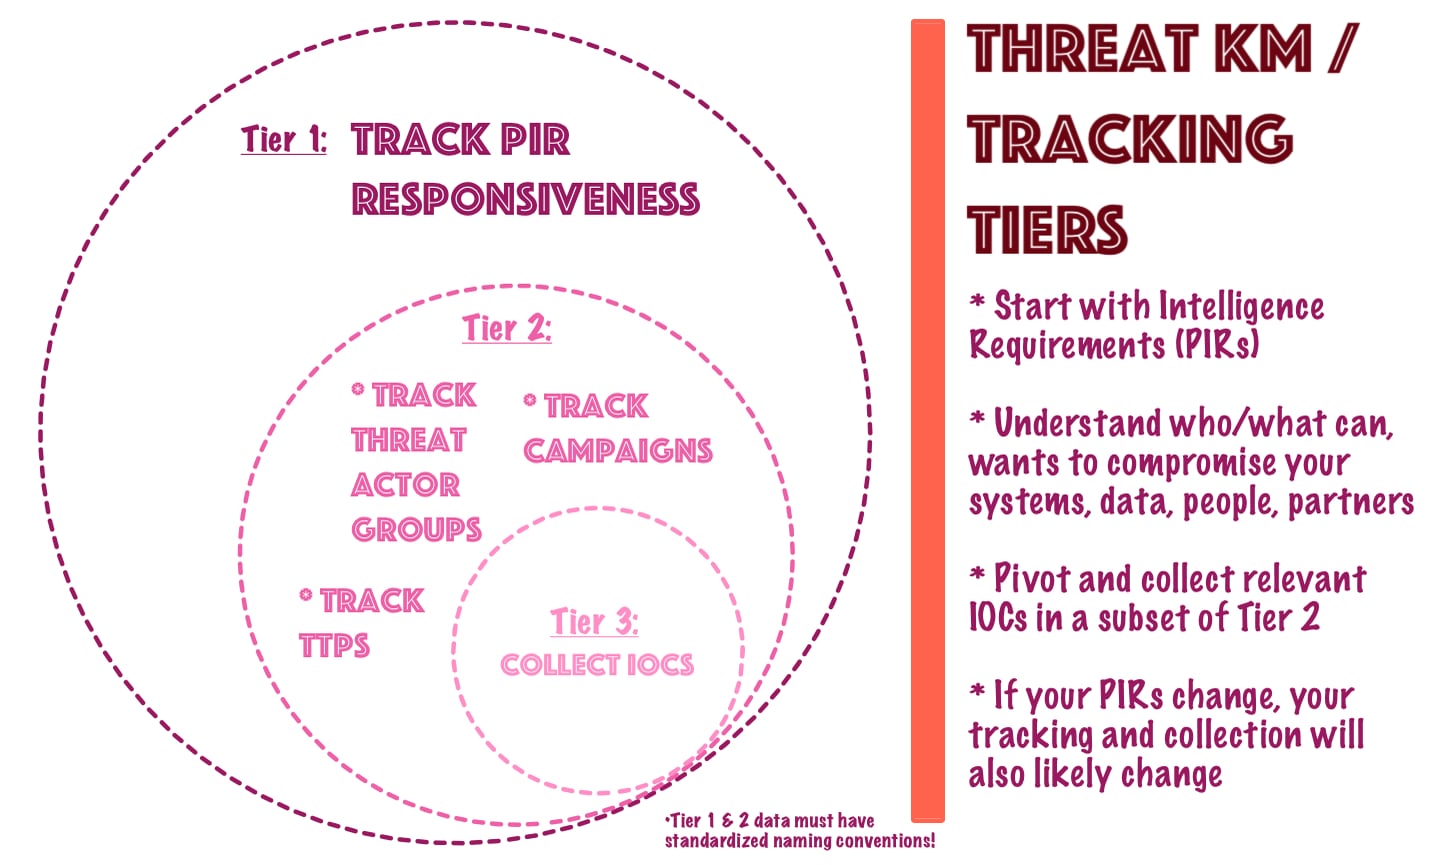 Tier 1: TRACK PIR
RESPONSIVENESS
Tier 2:
* TRACK
THREAT
ACTOR
GROUPS
* TRACK
CAMPAIGNS
* TRACK
TTPS
Tier 3:
COLLECT IOCS
•Tier 1 & 2 data must have
standardized naming conventions!
THREAT KM /
TRACKING
TIERS
* Start with Intelligence
Requirements (PIRs)
* Understand who/what can,
wants to compromise your
systems, data, people, partners
* Pivot and collect relevant
IOCs in a subset of Tier 2
* If your PIRs change, your
tracking and collection will
also likely change